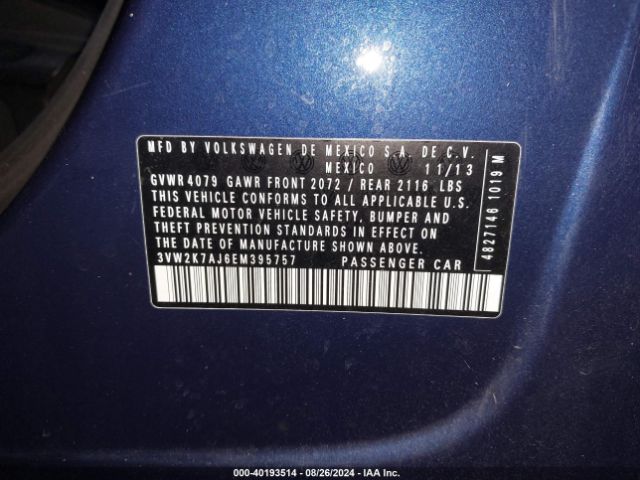 MFD BY VOLKSWAGEN DE MEXICO S.A. DE C.V.
MEXICO 11/13
GVWR 4079 GAWR FRONT 2072 / REAR 2116 LBS
THIS VEHICLE CONFORMS TO ALL APPLICABLE U.S.
FEDERAL MOTOR VEHICLE SAFETY, BUMPER AND
THEFT PREVENTION STANDARDS IN EFFECT ON
THE DATE OF MANUFACTURE SHOWN ABOVE.
3VW2K7AJ6EM395757 PASSENGER CAR
4827146 1019 M
000-40193514 - 08/26/2024 - IAA Inc.